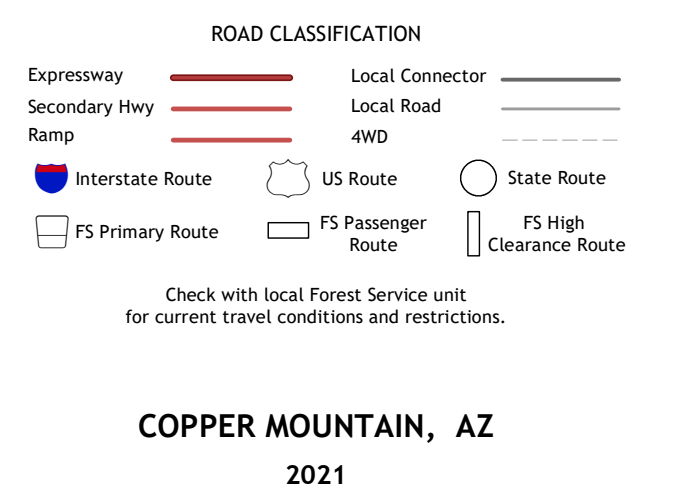 ROAD CLASSIFICATION
Expressway
Local Connector
Secondary Hwy
Local Road
Ramp
4WD
Interstate Route
US Route
State Route
FS Primary Route
FS Passenger
Route
FS High
Clearance Route
Check with local Forest Service unit
for current travel conditions and restrictions.
COPPER MOUNTAIN, AZ
2021